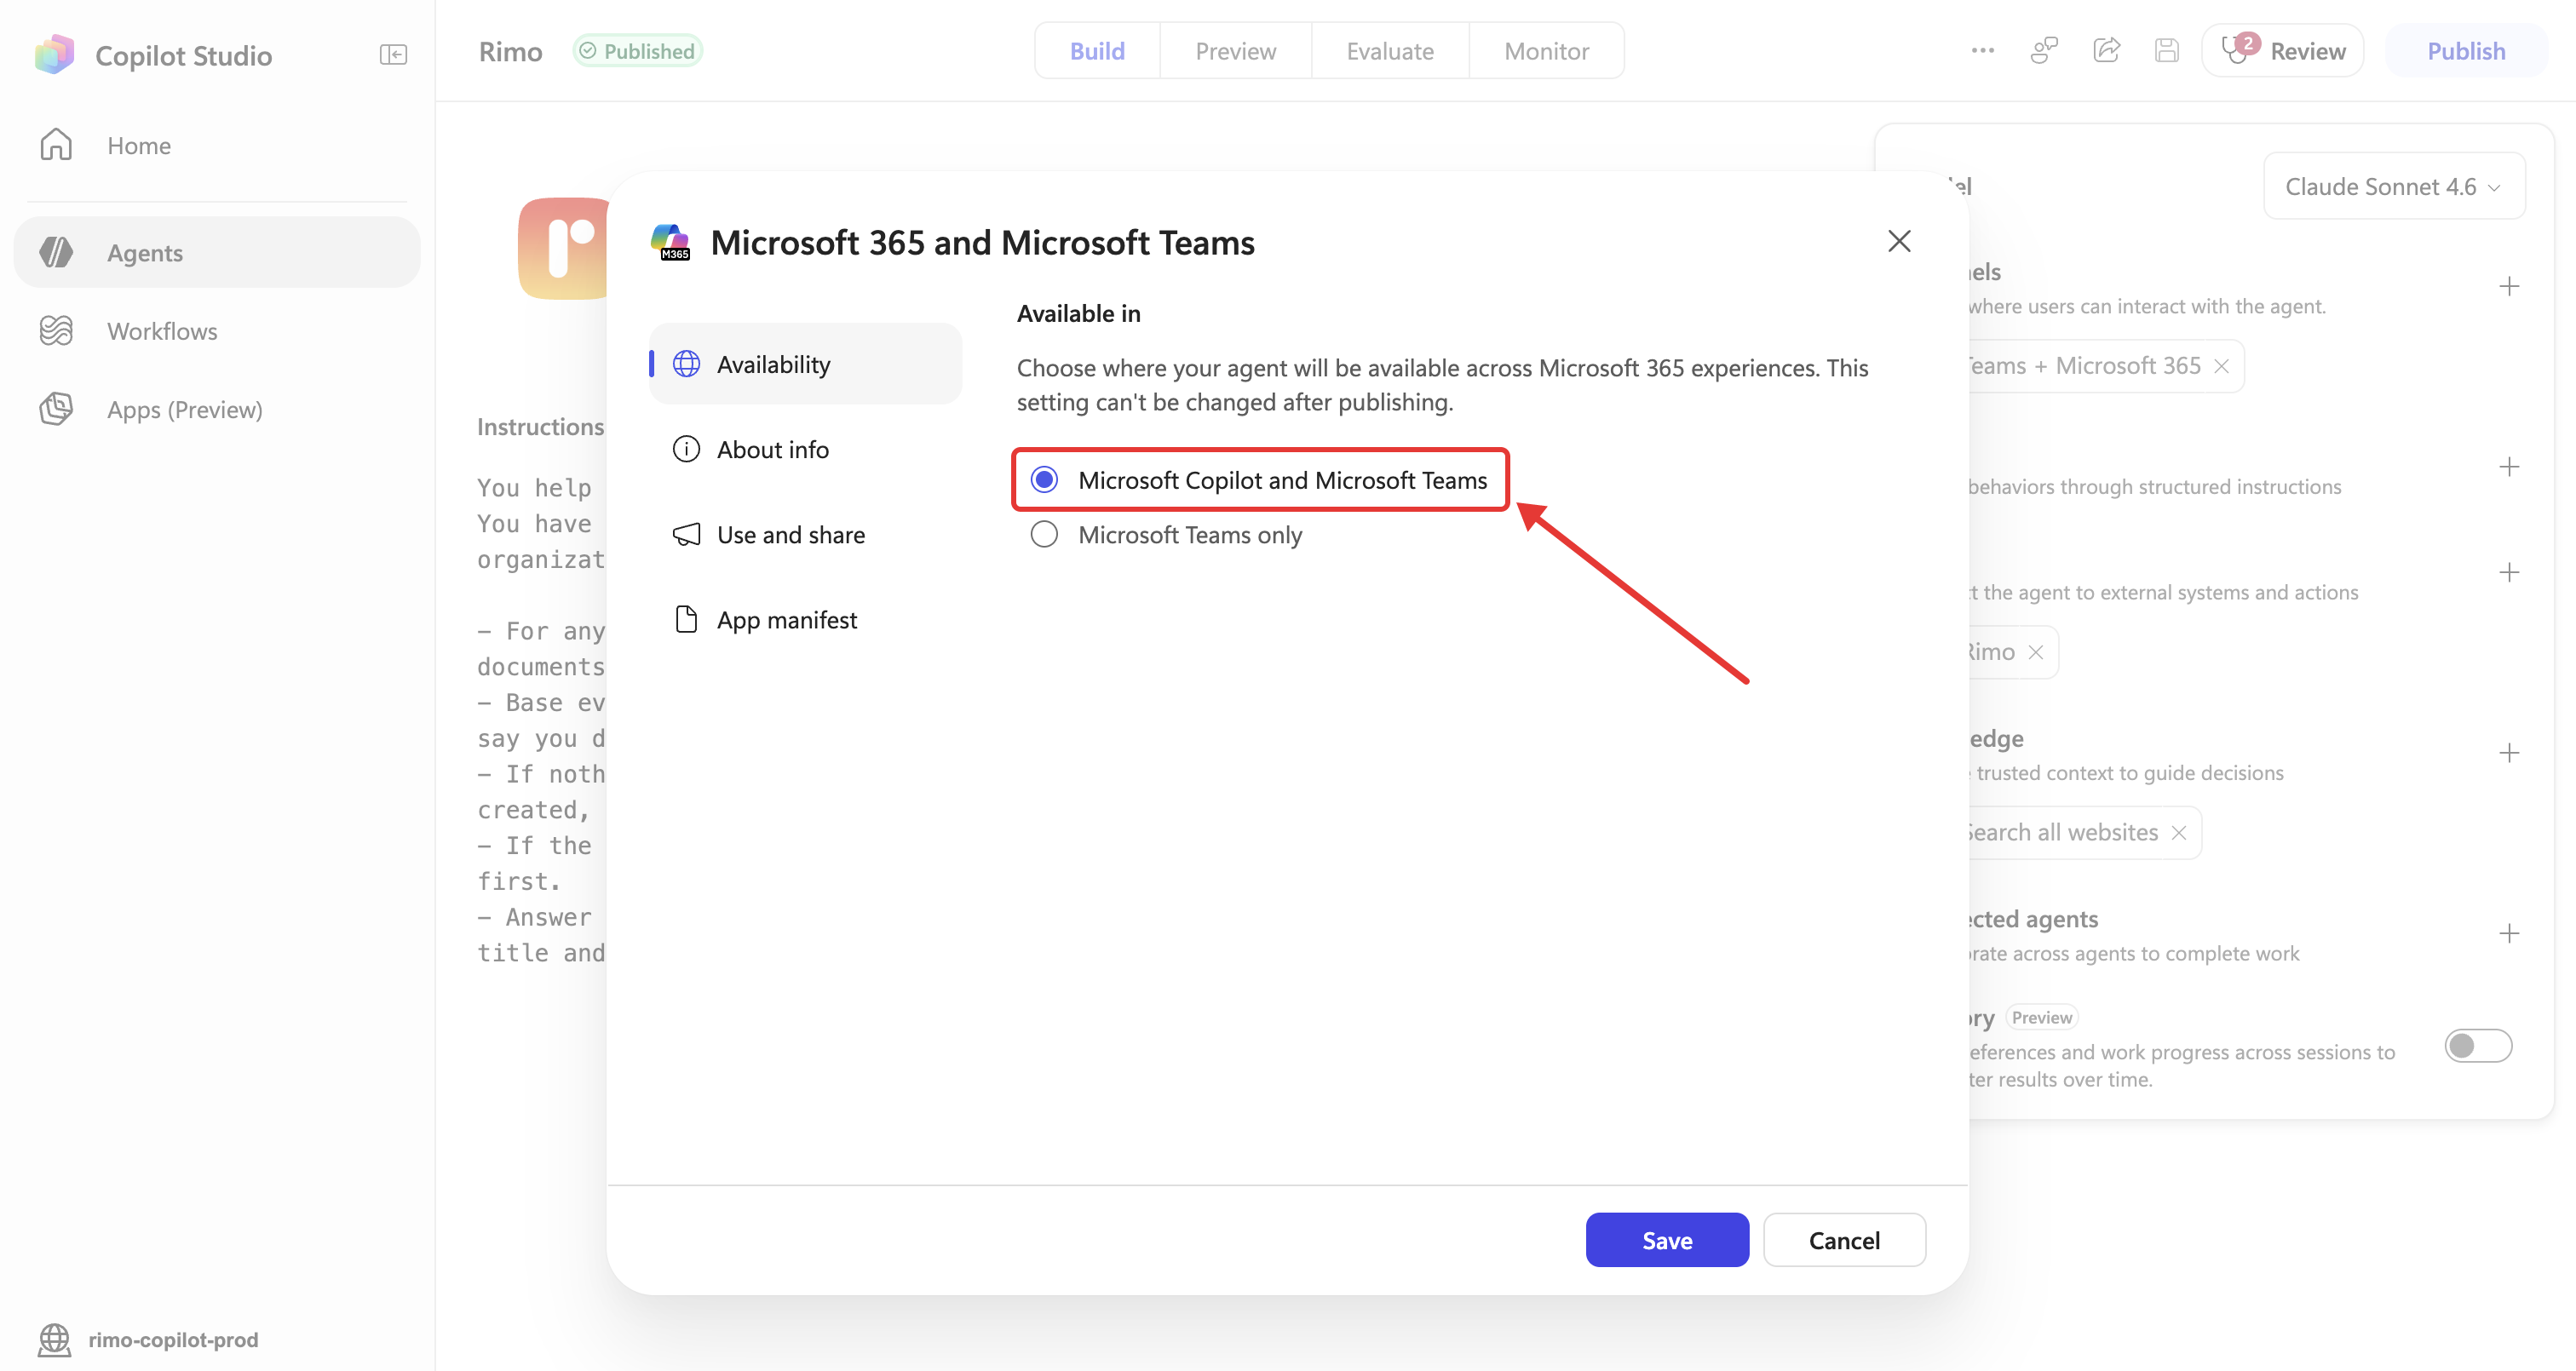 Copilot Studio
Home
Agents
Workflows
Apps (Preview)
rimo-copilot-prod
Rimo
Published
Build
Preview
Evaluate
Monitor
2
Review
Publish
Instructions
You help
You have
organizat
- For any
documents
- Base ev
say you d
- If noth
created,
- If the
first.
- Answer
title and
M365
Microsoft 365 and Microsoft Teams
Availability
About info
Use and share
App manifest
Available in
Choose where your agent will be available across Microsoft 365 experiences. This
setting can't be changed after publishing.
Microsoft Copilot and Microsoft Teams
Microsoft Teams only
Save
Cancel
Claude Sonnet 4.6
where users can interact with the agent.
Teams + Microsoft 365
behaviors through structured instructions
the agent to external systems and actions
Rimo
edge
trusted context to guide decisions
Search all websites
ected agents
orate across agents to complete work
ory
Preview
eferences and work progress across sessions to
ter results over time.